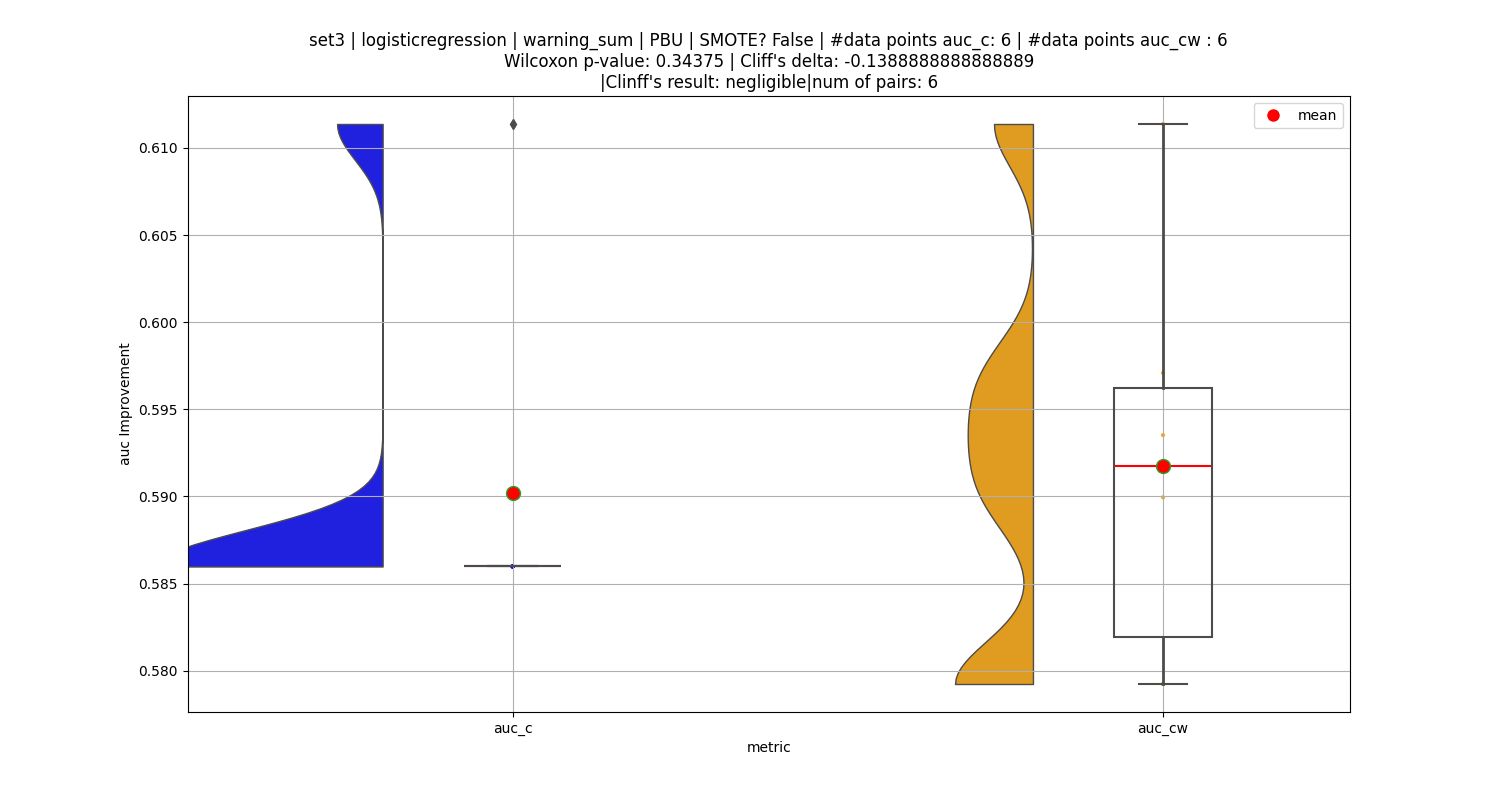 set3 | logisticregression | warning_sum | PBU | SMOTE? False | #data points auc_c: 6 | #data points auc_cw : 6
Wilcoxon p-value: 0.34375 | Cliff's delta: -0.1388888888888889
|Clinff's result: negligible|num of pairs: 6
mean
0.610
0.605
0.600
0.595
0.590
0.585
0.580
auc Improvement
auc_c
auc_cw
metric